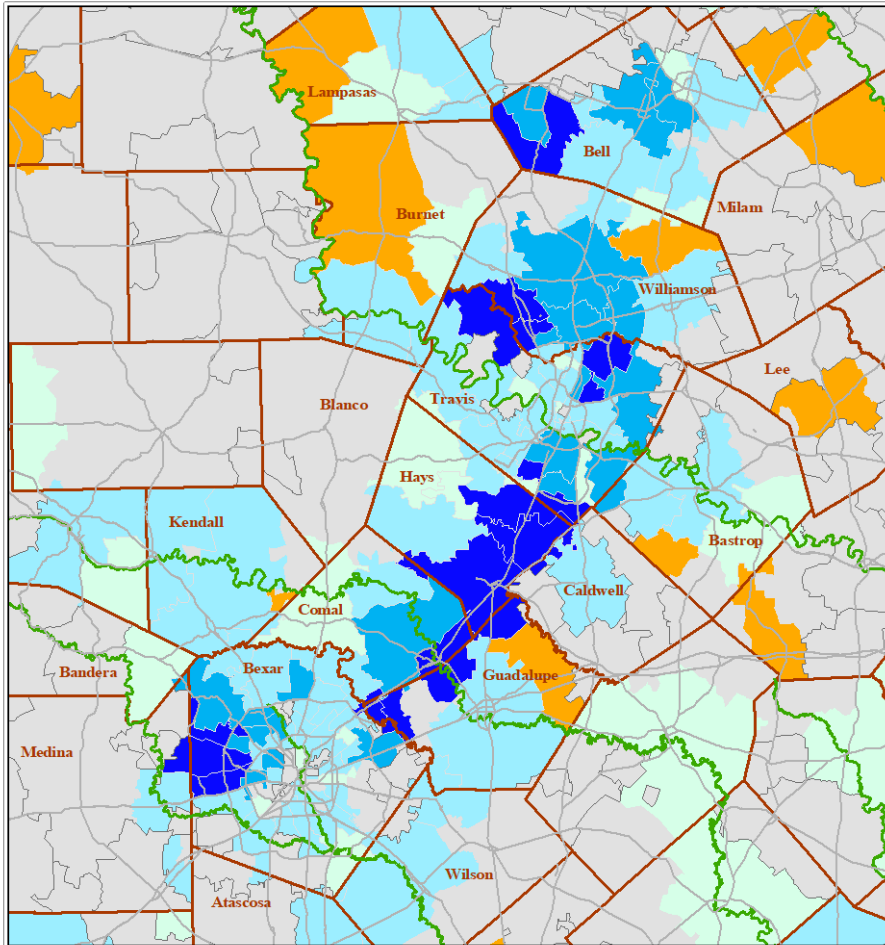 Lampasas
Bell
Burnet
Milam
Williamson
Lee
Travis
Blanco
Hays
Kendall
Bastrop
Caldwell
Comal
Bandera
Bexar
Guadalupe
Medina
Wilson
Atascosa